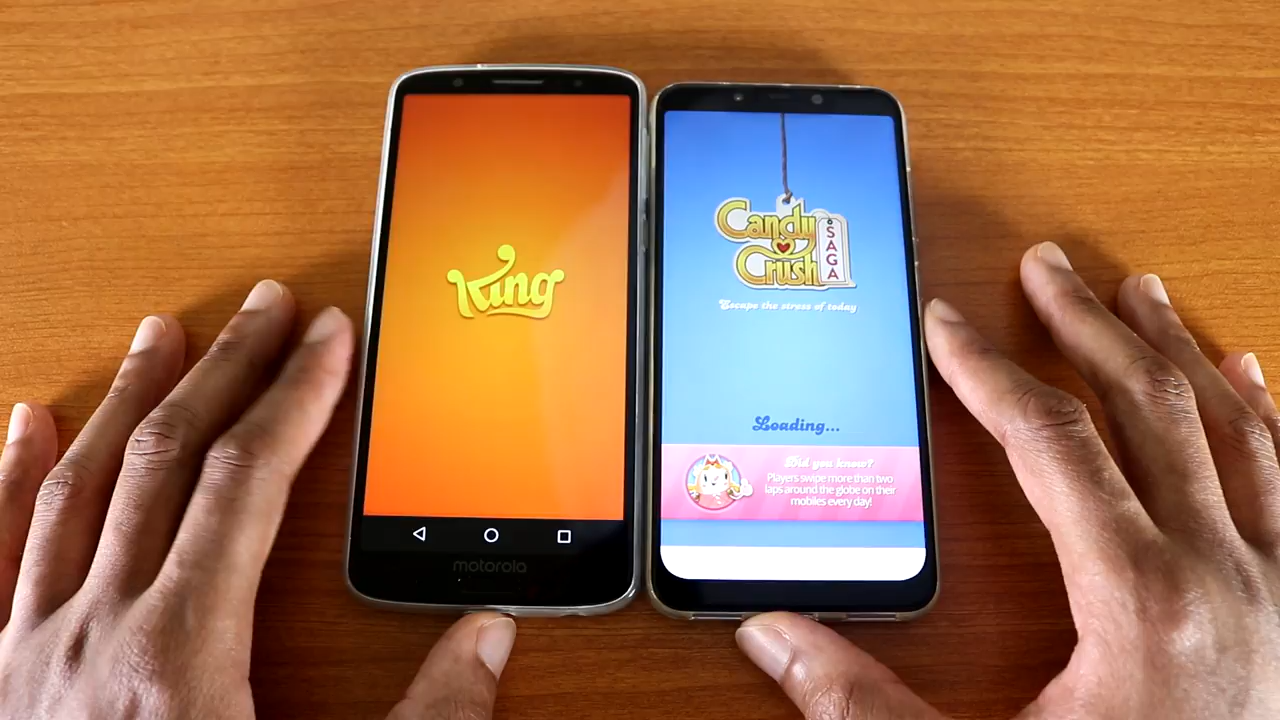 King
motorola
Candy
Crush
SAGA
Escape the stress of today
Loading...
Did you know?
Players swipe more than two
laps around the globe on their
mobiles every day!